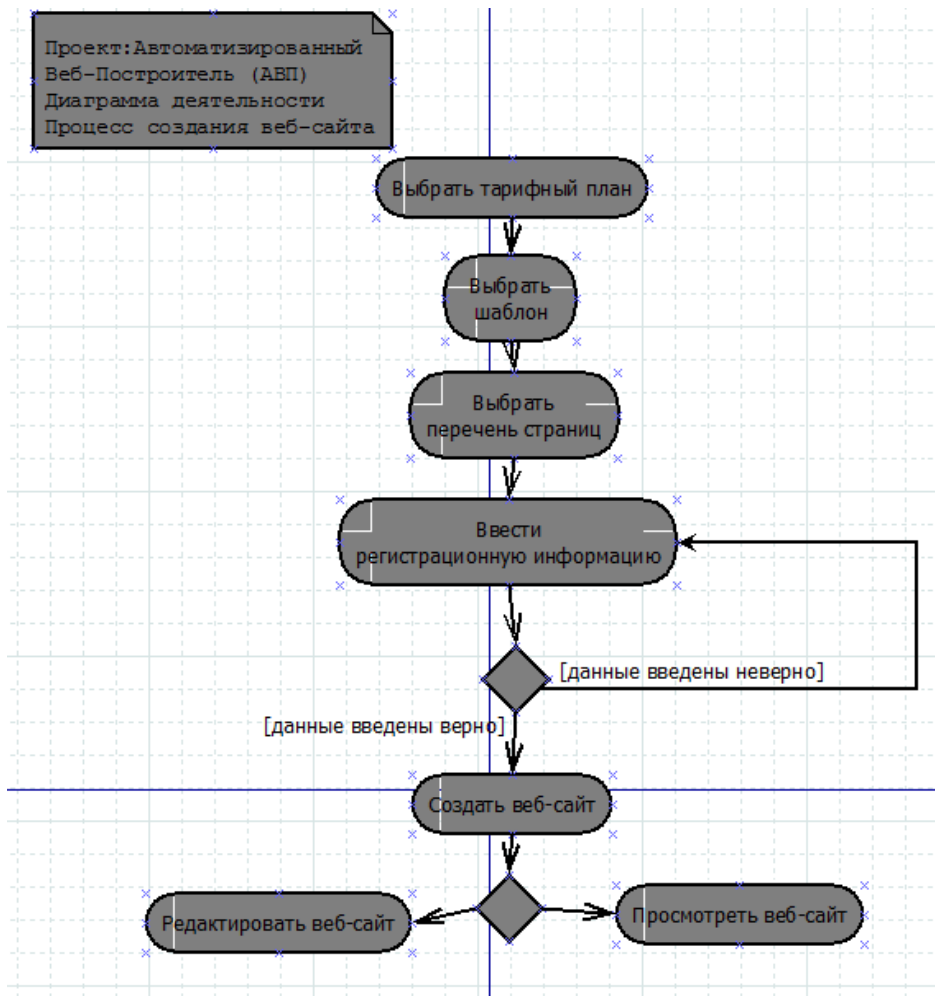 Проект:Автоматизированный
Веб-Построитель (АВП)
Диаграмма деятельности
Процесс создания веб-сайта
Выбрать тарифный план
Выбрать
шаблон
Выбрать
перечень страниц
Ввести
регистрационную информацию
[данные введены неверно]
[данные введены верно]
Создать веб-сайт
Редактировать веб-сайт
Просмотреть веб-сайт